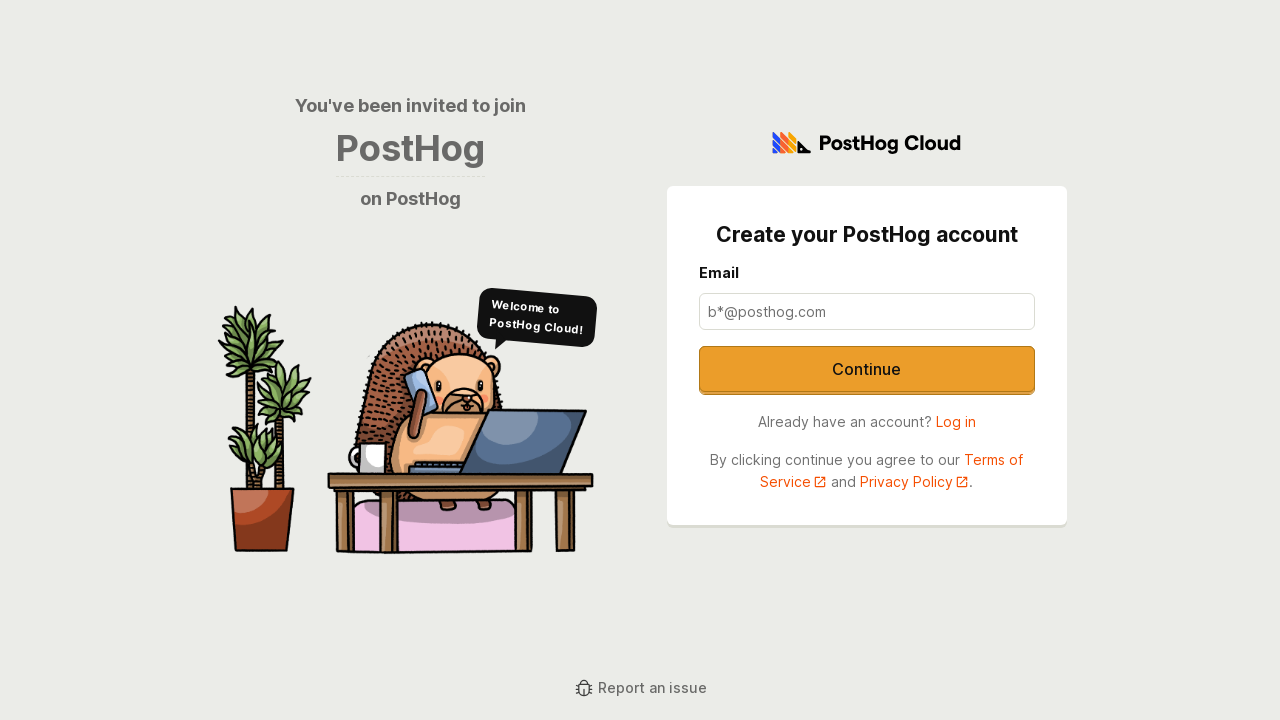 You've been invited to join
PostHog
on PostHog
Welcome to
PostHog Cloud!
PostHog Cloud
Create your PostHog account
Email
b*@posthog.com
Continue
Already have an account? Log in
By clicking continue you agree to our Terms of
Service and Privacy Policy.
Report an issue